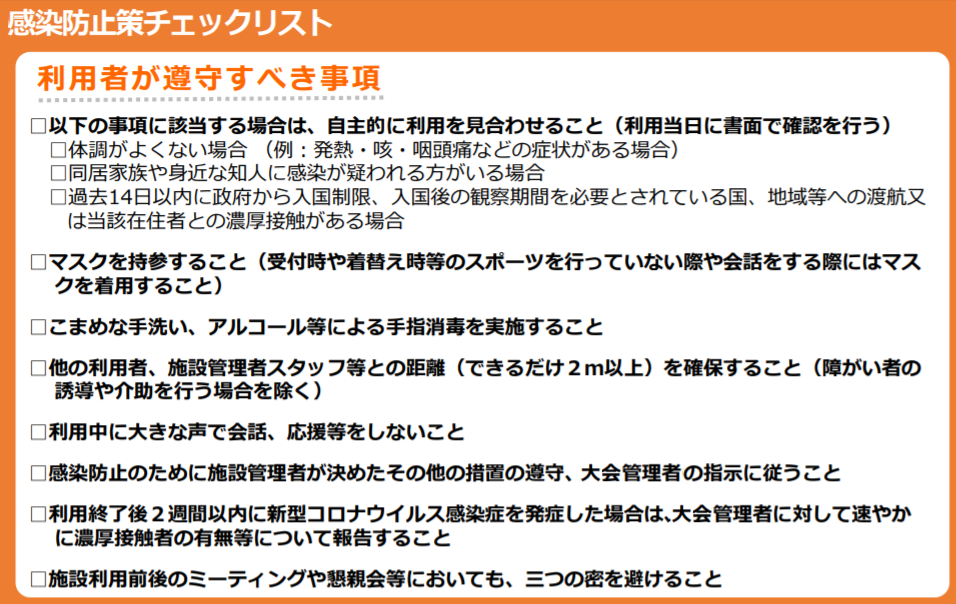 感染防止策チェックリスト
利用者が遵守すべき事項
□以下の事項に該当する場合は、自主的に利用を見合わせること（利用当日に書面で確認を行う）
□体調がよくない場合 （例：発熱・咳・咽頭痛などの症状がある場合）
□同居家族や身近な知人に感染が疑われる方がいる場合
□過去14日以内に政府から入国制限、入国後の観察期間を必要とされている国、地域等への渡航又
は当該在住者との濃厚接触がある場合
□マスクを持参すること（受付時や着替え時等のスポーツを行っていない際や会話をする際にはマス
クを着用すること）
□こまめな手洗い、アルコール等による手指消毒を実施すること
□他の利用者、施設管理者スタッフ等との距離（できるだけ２ｍ以上）を確保すること（障がい者の
誘導や介助を行う場合を除く）
□利用中に大きな声で会話、応援等をしないこと
□感染防止のために施設管理者が決めたその他の措置の遵守、大会管理者の指示に従うこと
□利用終了後２週間以内に新型コロナウイルス感染症を発症した場合は、大会管理者に対して速やか
に濃厚接触者の有無等について報告すること
□施設利用前後のミーティングや懇親会等においても、三つの密を避けること